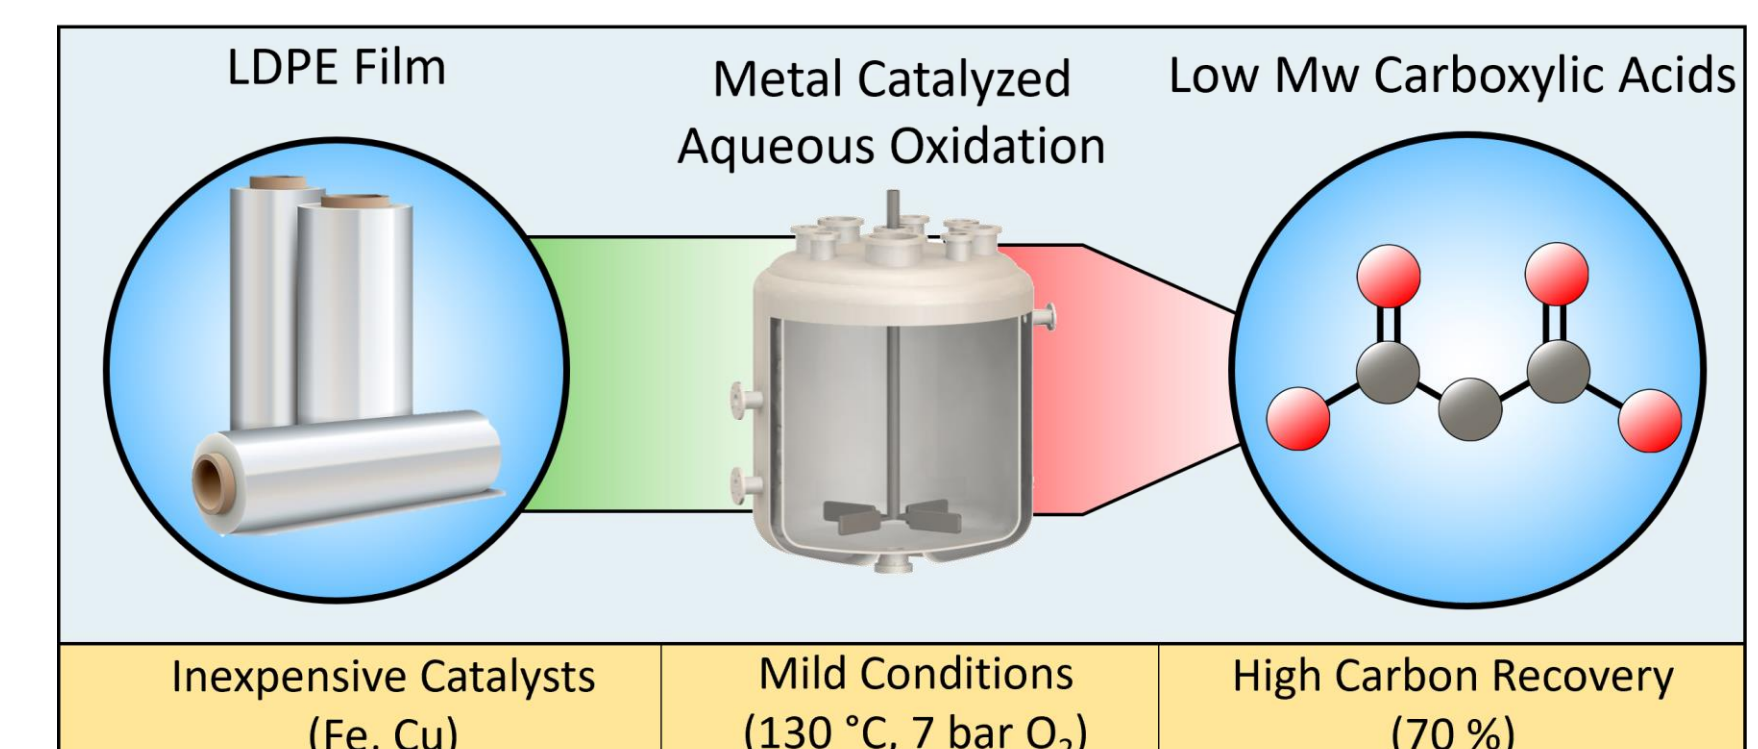 LDPE Film
Metal Catalyzed
Aqueous Oxidation
Low Mw Carboxylic Acids
Inexpensive Catalysts
(Fe, Cu)
Mild Conditions
(130 °C, 7 bar O₂)
High Carbon Recovery
(70 %)